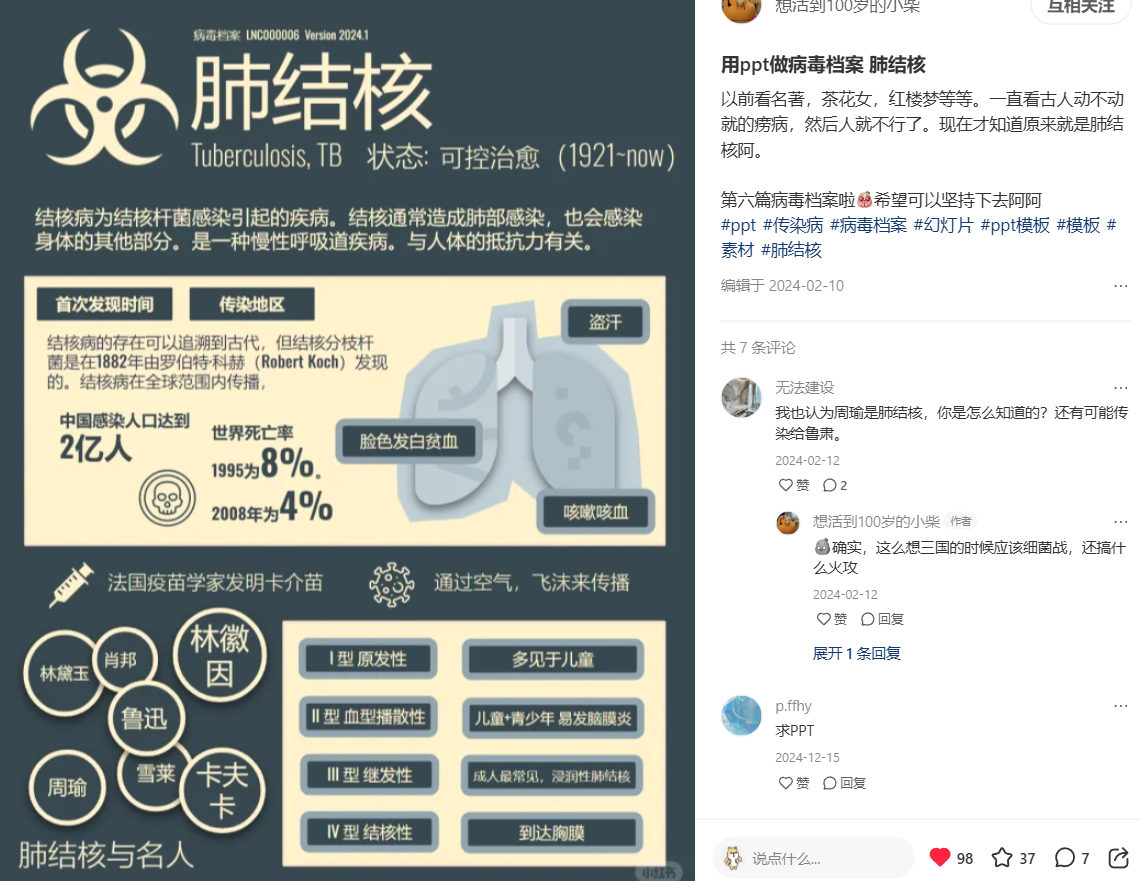 病毒档案 LNC000006 Version 2024.1
肺结核
Tuberculosis, TB 状态: 可控治愈 (1921~now)
结核病为结核杆菌感染引起的疾病。结核通常造成肺部感染，也会感染
身体的其他部分。是一种慢性呼吸道疾病。与人体的抵抗力有关。
首次发现时间
传染地区
结核病的存在可以追溯到古代，但结核分枝杆
菌是在1882年由罗伯特·科赫（Robert Koch）发现
的。结核病在全球范围内传播，
中国感染人口达到
2亿人
世界死亡率
1995为8%。
2008年为4%
盗汗
脸色发白贫血
咳嗽咳血
法国疫苗学家发明卡介苗
通过空气，飞沫来传播
林黛玉
肖邦
林徽
因
鲁迅
周瑜
雪莱
卡夫
卡
肺结核与名人
I 型 原发性
多见于儿童
II 型 血型播散性
儿童+青少年 易发脑膜炎
III 型 继发性
成人最常见，浸润性肺结核
IV 型 结核性
到达胸膜
小红书
想活到100岁的小柴
互相关注
用ppt做病毒档案 肺结核
以前看名著，茶花女，红楼梦等等。一直看古人动不动
就的痨病，然后人就不行了。现在才知道原来就是肺结
核阿。
第六篇病毒档案啦希望可以坚持下去阿阿
#ppt #传染病 #病毒档案 #幻灯片 #ppt模板 #模板 #
素材 #肺结核
编辑于 2024-02-10
共 7 条评论
无法建设
我也认为周瑜是肺结核，你是怎么知道的？还有可能传
染给鲁肃。
2024-02-12
赞 2
想活到100岁的小柴 作者
确实，这么想三国的时候应该细菌战，还搞什
么火攻
2024-02-12
赞 回复
展开 1 条回复
p.ffhy
求PPT
2024-12-15
赞 回复
说点什么...
98
37
7